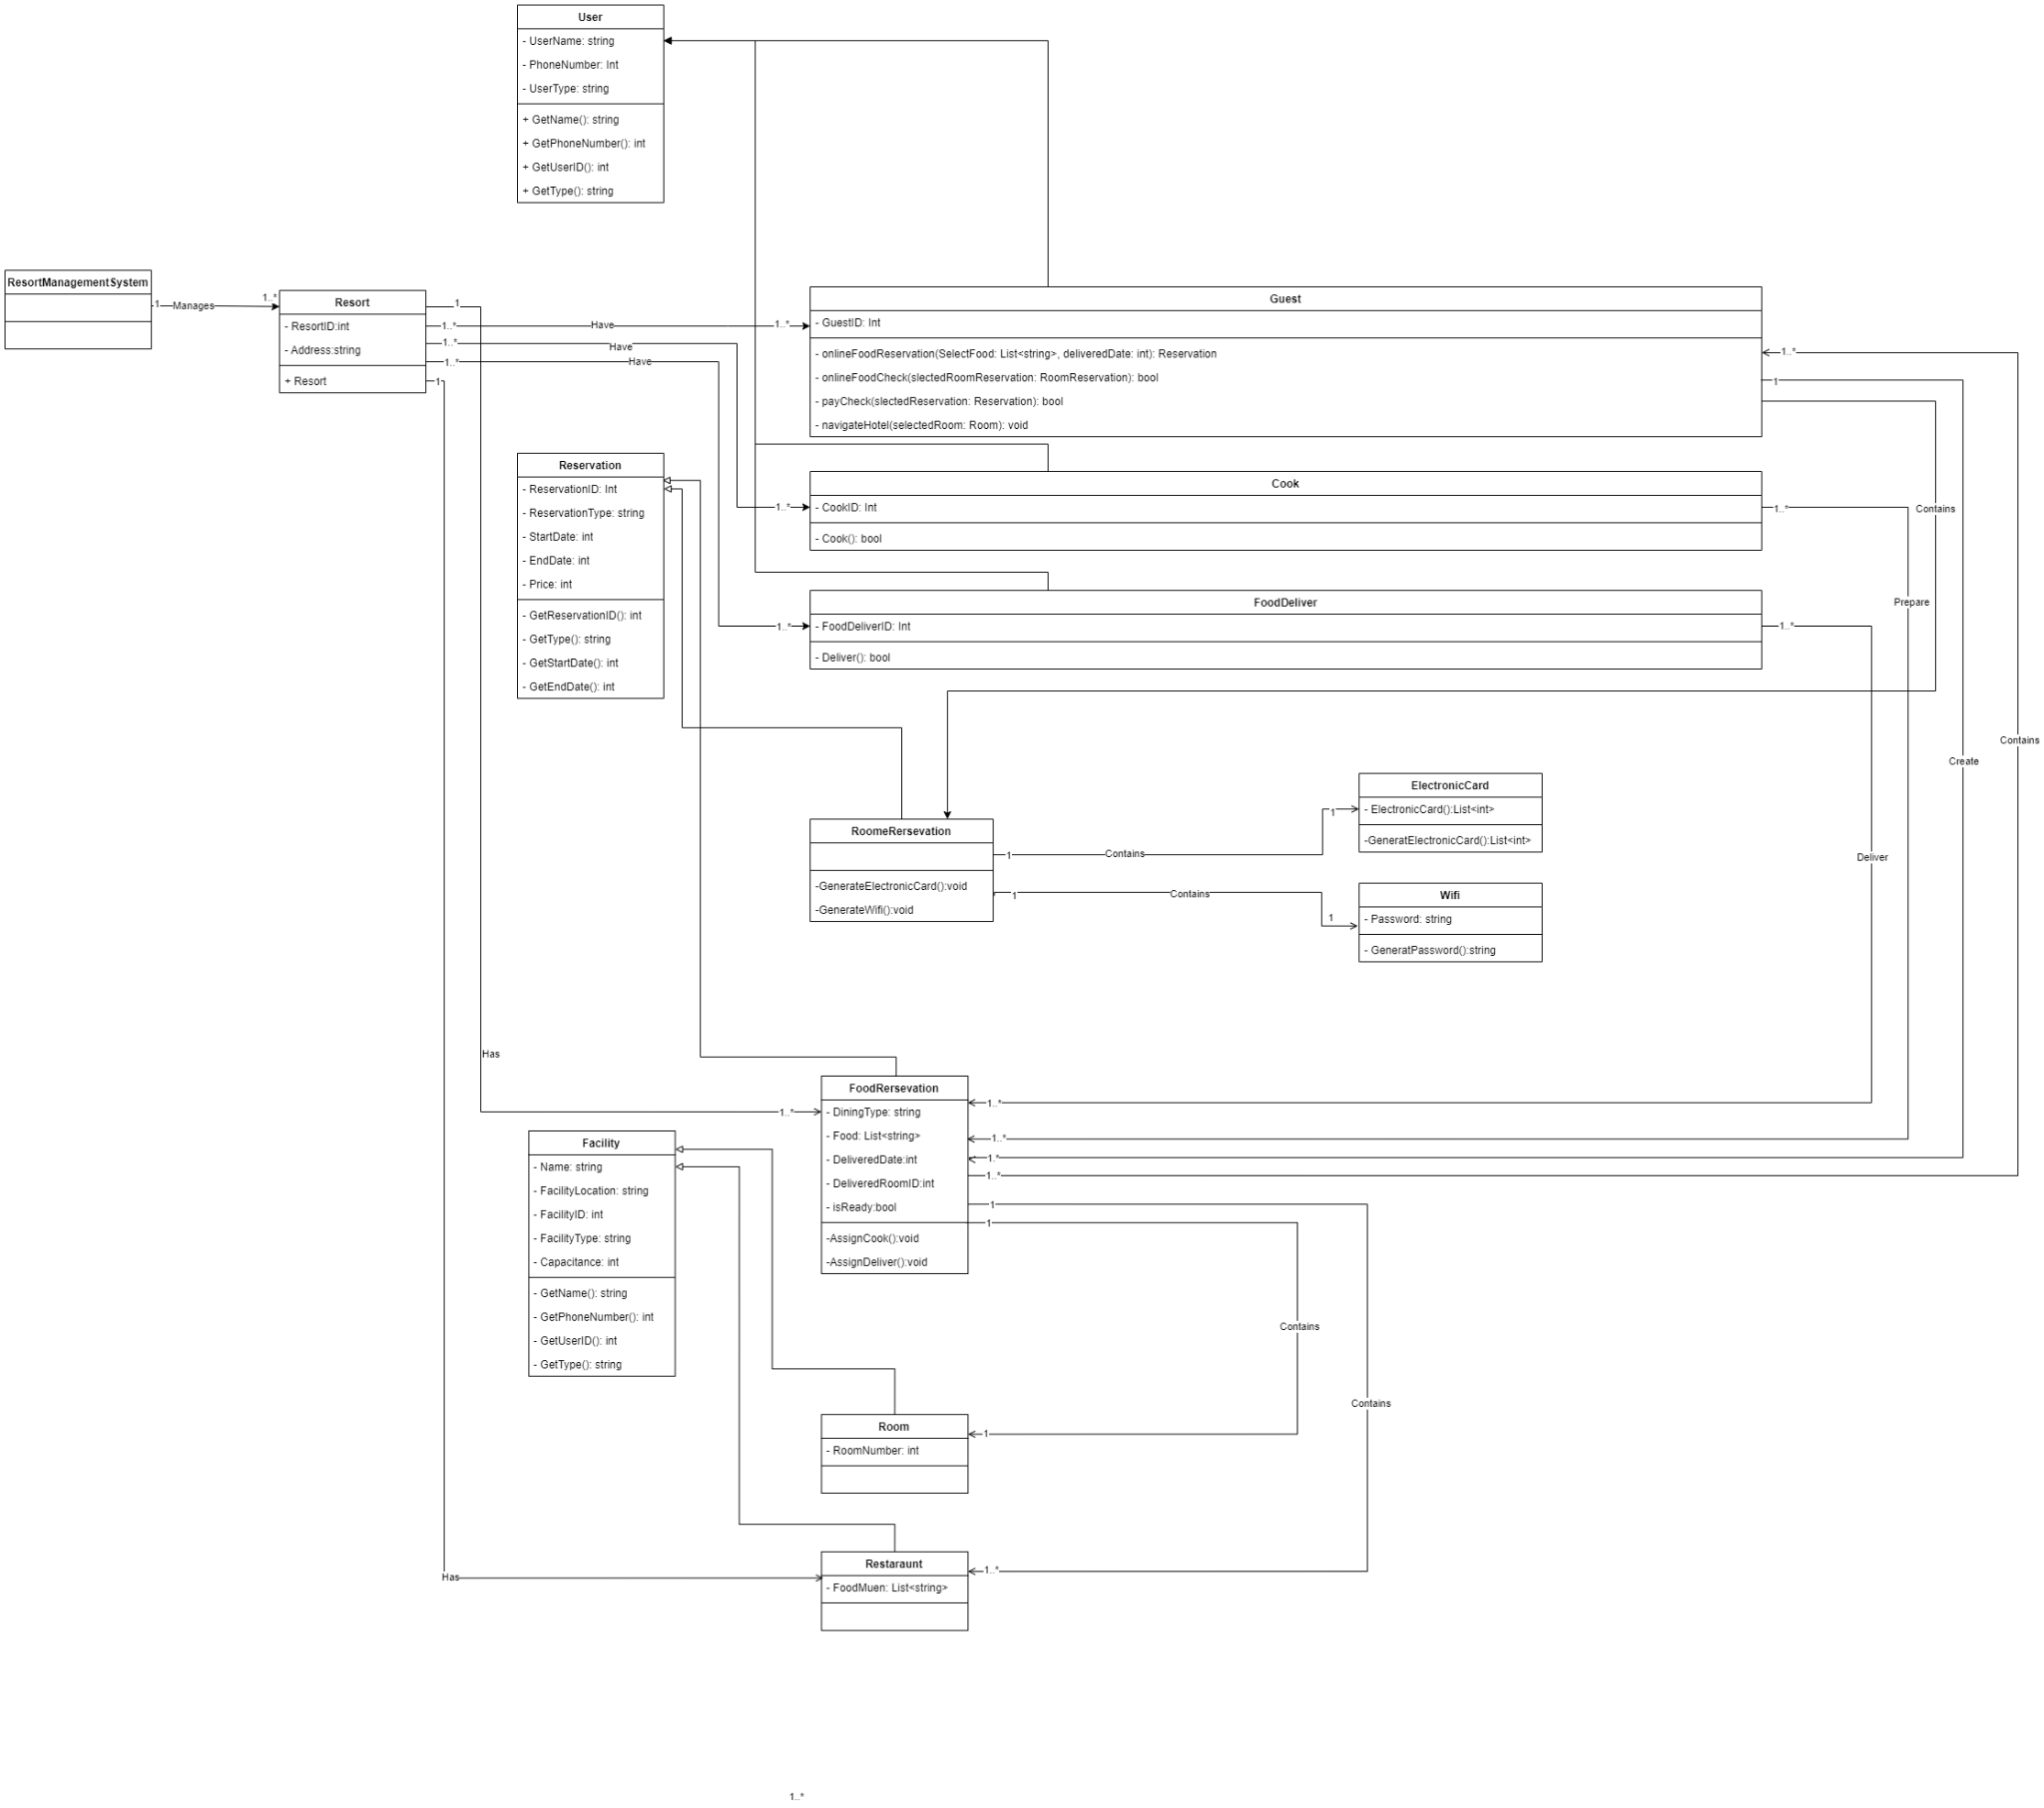 User
- UserName: string
- PhoneNumber: Int
- UserType: string
+ GetName(): string
+ GetPhoneNumber(): int
+ GetUserID(): int
+ GetType(): string
ResortManagementSystem
1
Manages
1..*
Resort
- ResortID:int
- Address:string
+ Resort
1
1..*
Have
1..*
1..*
Have
1..*
Have
1
Guest
- GuestID: Int
- onlineFoodReservation(SelectFood: List<string>, deliveredDate: int): Reservation
- onlineFoodCheck(slectedRoomReservation: RoomReservation): bool
- payCheck(slectedReservation: Reservation): bool
- navigateHotel(selectedRoom: Room): void
1..*
1
Reservation
- ReservationID: Int
- ReservationType: string
- StartDate: int
- EndDate: int
- Price: int
- GetReservationID(): int
- GetType(): string
- GetStartDate(): int
- GetEndDate(): int
1..*
Cook
- CookID: Int
- Cook(): bool
1..*
Contains
Prepare
1..*
FoodDeliver
- FoodDeliverID: Int
- Deliver(): bool
1..*
Contains
Create
Deliver
RoomeRersevation
-GenerateElectronicCard():void
-GenerateWifi():void
1
Contains
1
1
Contains
1
ElectronicCard
- ElectronicCard():List<int>
-GeneratElectronicCard():List<int>
Wifi
- Password: string
- GeneratPassword():string
Has
1..*
FoodRersevation
- DiningType: string
- Food: List<string>
- DeliveredDate:int
- DeliveredRoomID:int
- isReady:bool
-AssignCook():void
-AssignDeliver():void
1..*
1..*
1..*
1..*
1
1
Facility
- Name: string
- FacilityLocation: string
- FacilityID: int
- FacilityType: string
- Capacitance: int
- GetName(): string
- GetPhoneNumber(): int
- GetUserID(): int
- GetType(): string
Contains
Contains
Room
- RoomNumber: int
1
Has
Restaraunt
- FoodMuen: List<string>
1..*
1..*